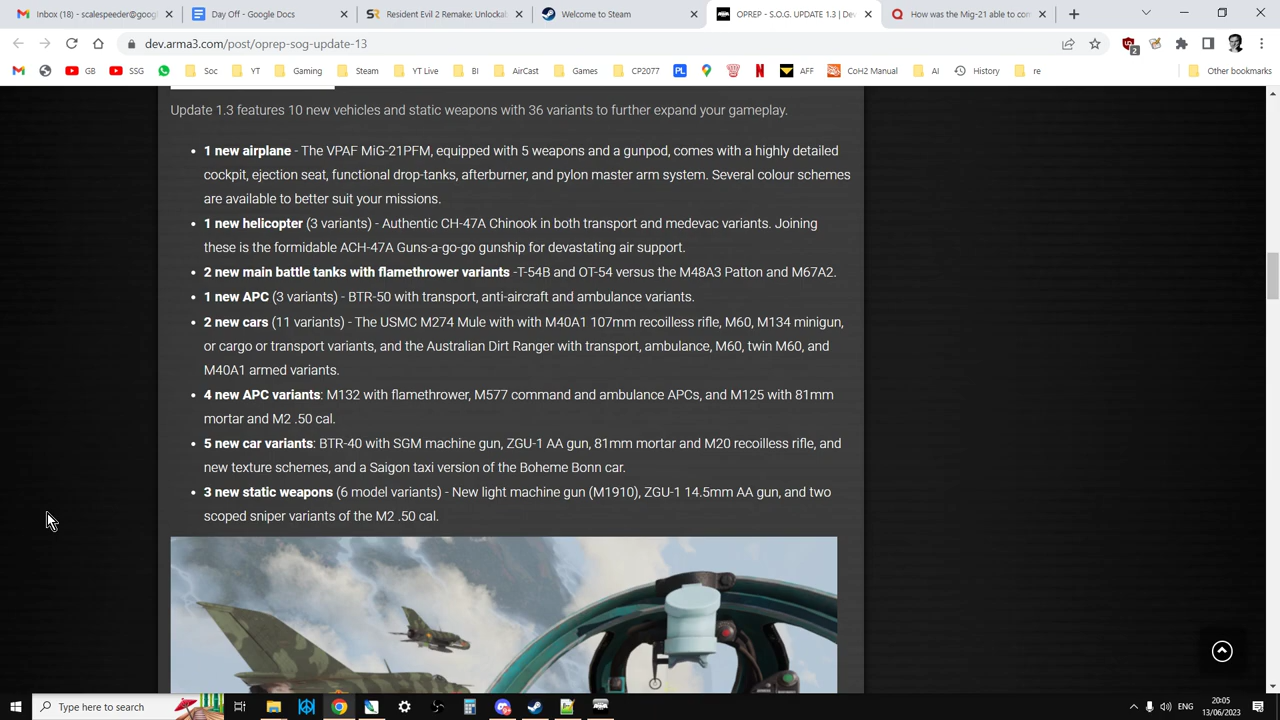 Inbox (18) - scalespeeder@goog
Day Off - Google Docs
Resident Evil 2 Remake: Unlockab
Welcome to Steam
OPREP - S.O.G. UPDATE 1.3 | Dev
How was the Mig-21 able to com
dev.arma3.com/post/oprep-sog-update-13
2
GB
SSG
Soc
YT
Gaming
Steam
YT Live
BI
AirCast
Games
CP2077
PL
AFF
CoH2 Manual
AI
History
re
Other bookmarks
Update 1.3 features 10 new vehicles and static weapons with 36 variants to further expand your gameplay.
• 1 new airplane - The VPAF MiG-21PFM, equipped with 5 weapons and a gunpod, comes with a highly detailed
cockpit, ejection seat, functional drop-tanks, afterburner, and pylon master arm system. Several colour schemes
are available to better suit your missions.
• 1 new helicopter (3 variants) - Authentic CH-47A Chinook in both transport and medevac variants. Joining
these is the formidable ACH-47A Guns-a-go-go gunship for devastating air support.
• 2 new main battle tanks with flamethrower variants -T-54B and OT-54 versus the M48A3 Patton and M67A2.
• 1 new APC (3 variants) - BTR-50 with transport, anti-aircraft and ambulance variants.
• 2 new cars (11 variants) - The USMC M274 Mule with with M40A1 107mm recoilless rifle, M60, M134 minigun,
or cargo or transport variants, and the Australian Dirt Ranger with transport, ambulance, M60, twin M60, and
M40A1 armed variants.
• 4 new APC variants: M132 with flamethrower, M577 command and ambulance APCs, and M125 with 81mm
mortar and M2 .50 cal.
• 5 new car variants: BTR-40 with SGM machine gun, ZGU-1 AA gun, 81mm mortar and M20 recoilless rifle, and
new texture schemes, and a Saigon taxi version of the Boheme Bonn car.
• 3 new static weapons (6 model variants) - New light machine gun (M1910), ZGU-1 14.5mm AA gun, and two
scoped sniper variants of the M2 .50 cal.
Type here to search
ENG
20:05
13/06/2023